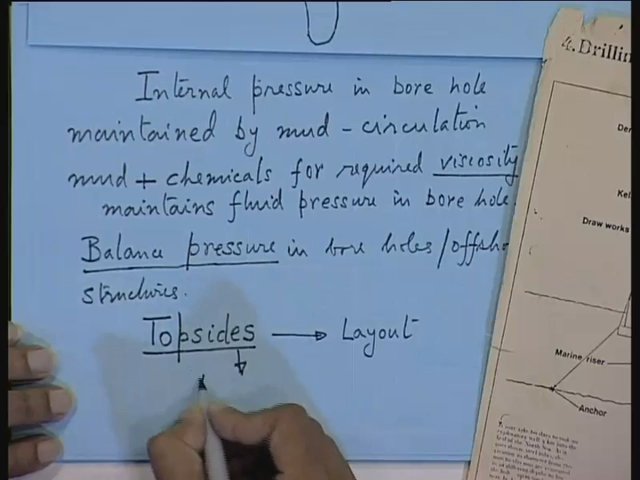 Internal pressure in bore hole
maintained by mud - circulation
mud + chemicals for required viscosity
maintains fluid pressure in bore hole.
Balance pressure in bore holes/offsho
structures.
Topsides → Layout
4. Drillin
Der
Kel
Draw works
Marine riser
Anchor